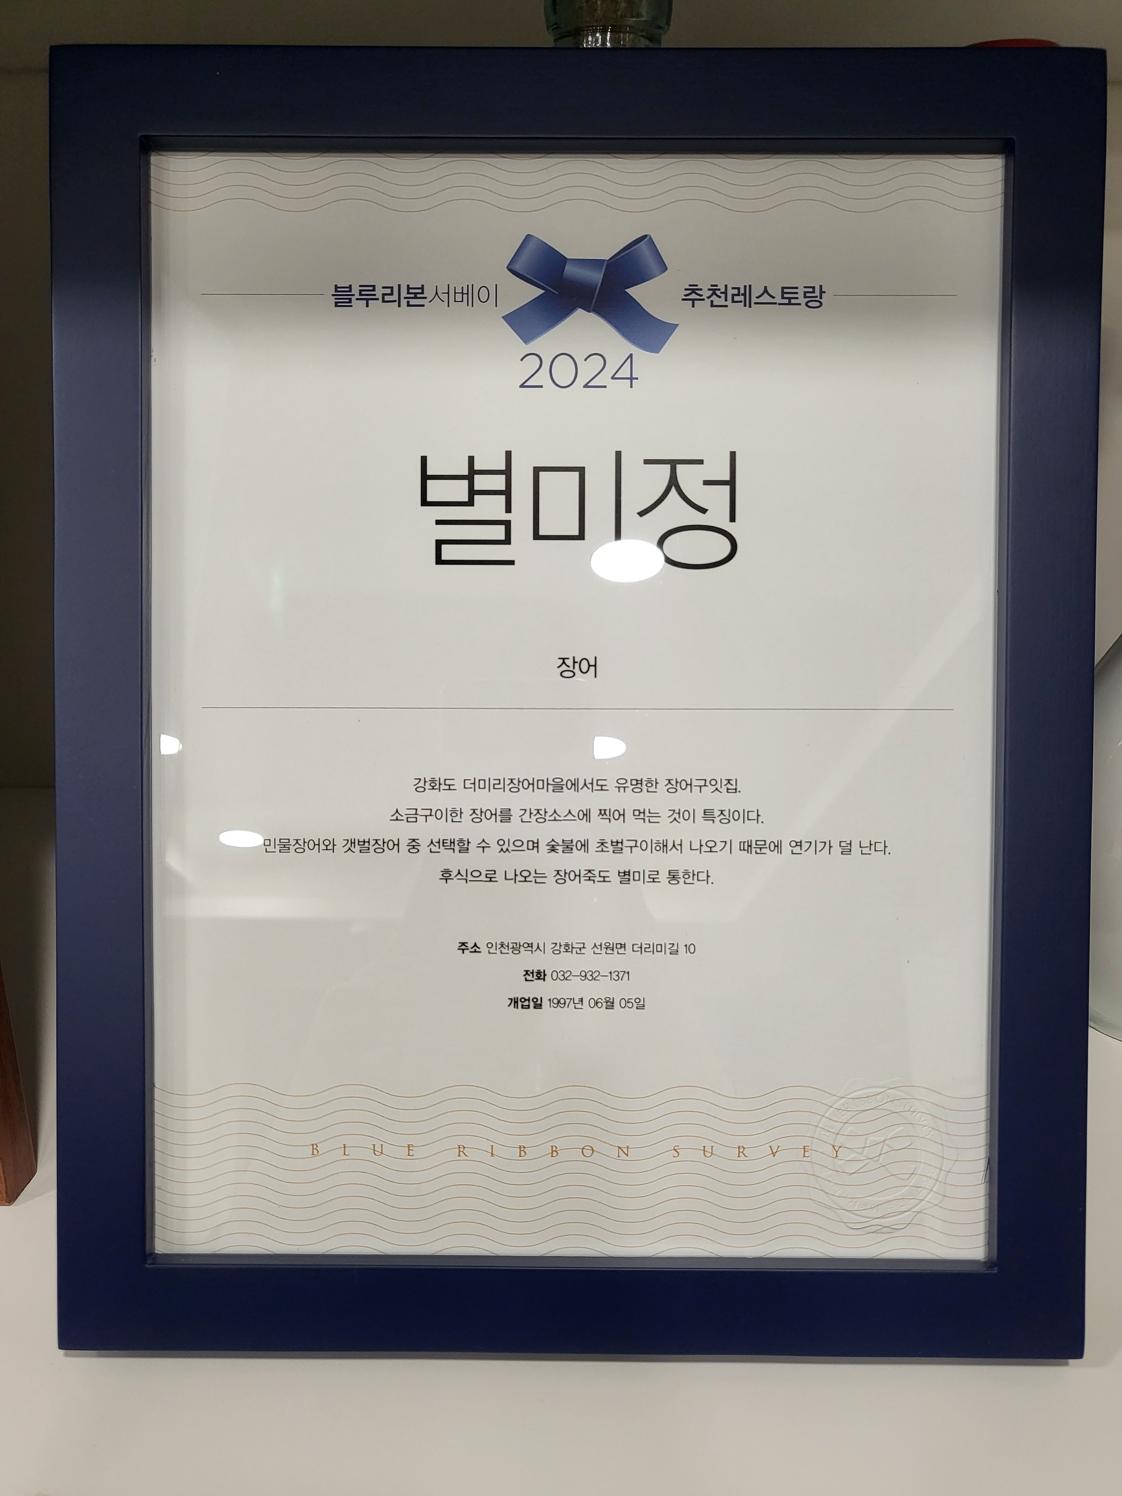 블루리본서베이 추천레스토랑
2024
별미정
장어
강화도 더미리장어마을에서도 유명한 장어구잇집.
소금구이한 장어를 간장소스에 찍어 먹는 것이 특징이다.
민물장어와 갯벌장어 중 선택할 수 있으며 숯불에 초벌구이해서 나오기 때문에 연기가 덜 난다.
후식으로 나오는 장어죽도 별미로 통한다.
주소 인천광역시 강화군 선원면 더리미길 10
전화 032-932-1371
개업일 1997년 06월 05일
BLUE RIBBON SURVEY